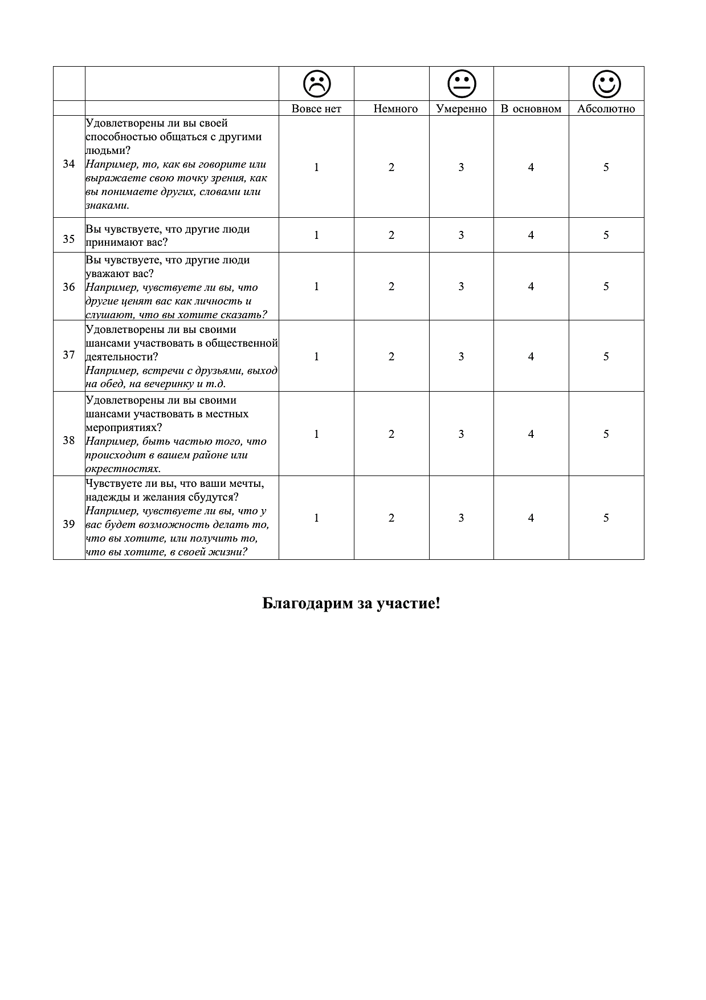 Вовсе нет Немного Умеренно В основном Абсолютно
Удовлетворены ли вы своей
способностью общаться с другими
людьми?
34 Например, то, как вы говорите или 1 2 3 4 5
выражаете свою точку зрения, как
вы понимаете других, словами или
знаками.
35 Вы чувствуете, что другие люди 1 2 3 4 5
принимают вас?
Вы чувствуете, что другие люди
уважают вас?
36 Например, чувствуете ли вы, что 1 2 3 4 5
другие ценят вас как личность и
слушают, что вы хотите сказать?
Удовлетворены ли вы своими
шансами участвовать в общественной
37 деятельности? 1 2 3 4 5
Например, встречи с друзьями, выход
на обед, на вечеринку и т.д.
Удовлетворены ли вы своими
шансами участвовать в местных
мероприятиях?
38 Например, быть частью того, что 1 2 3 4 5
происходит в вашем районе или
окрестностях.
Чувствуете ли вы, что ваши мечты,
надежды и желания сбудутся?
Например, чувствуете ли вы, что у
39 вас будет возможность делать то, 1 2 3 4 5
что вы хотите, или получить то,
что вы хотите, в своей жизни?
Благодарим за участие!